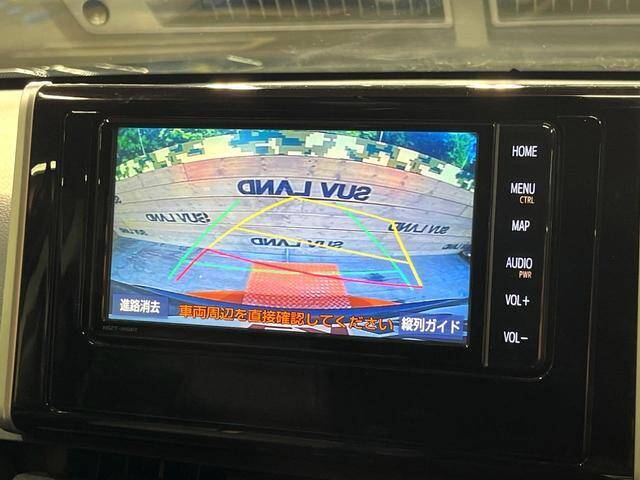 SUV LAND
SUV LAND
SUV LAND
進路消去
車両周辺を直接確認してください
縦列ガイド
HOME
MENU
CTRL
MAP
AUDIO
PWR
VOL+
VOL−